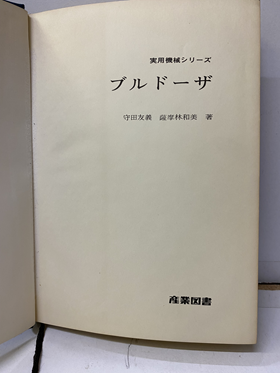 実用機械シリーズ
ブルドーザ
守田友義 薩摩林和美 著
産業図書